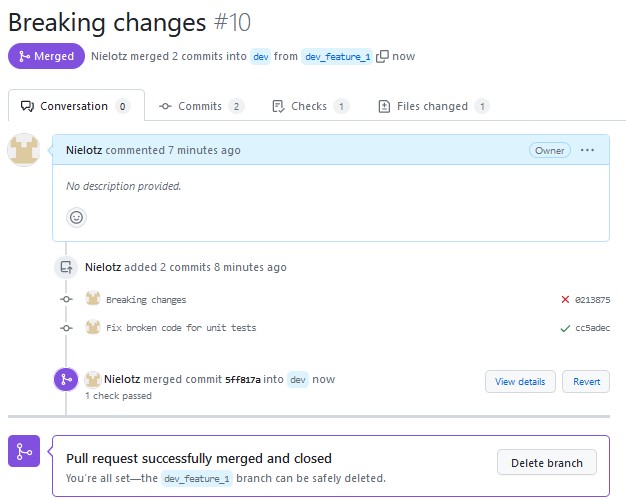 Breaking changes #10
Merged Nielotz merged 2 commits into dev from dev_feature_1 now
Conversation 0 Commits 2 Checks 1 Files changed 1
Nielotz commented 7 minutes ago Owner
No description provided.
Nielotz added 2 commits 8 minutes ago
Breaking changes 0213875
Fix broken code for unit tests cc5adec
Nielotz merged commit 5ff817a into dev now View details Revert
1 check passed
Pull request successfully merged and closed
You're all set—the dev_feature_1 branch can be safely deleted. Delete branch